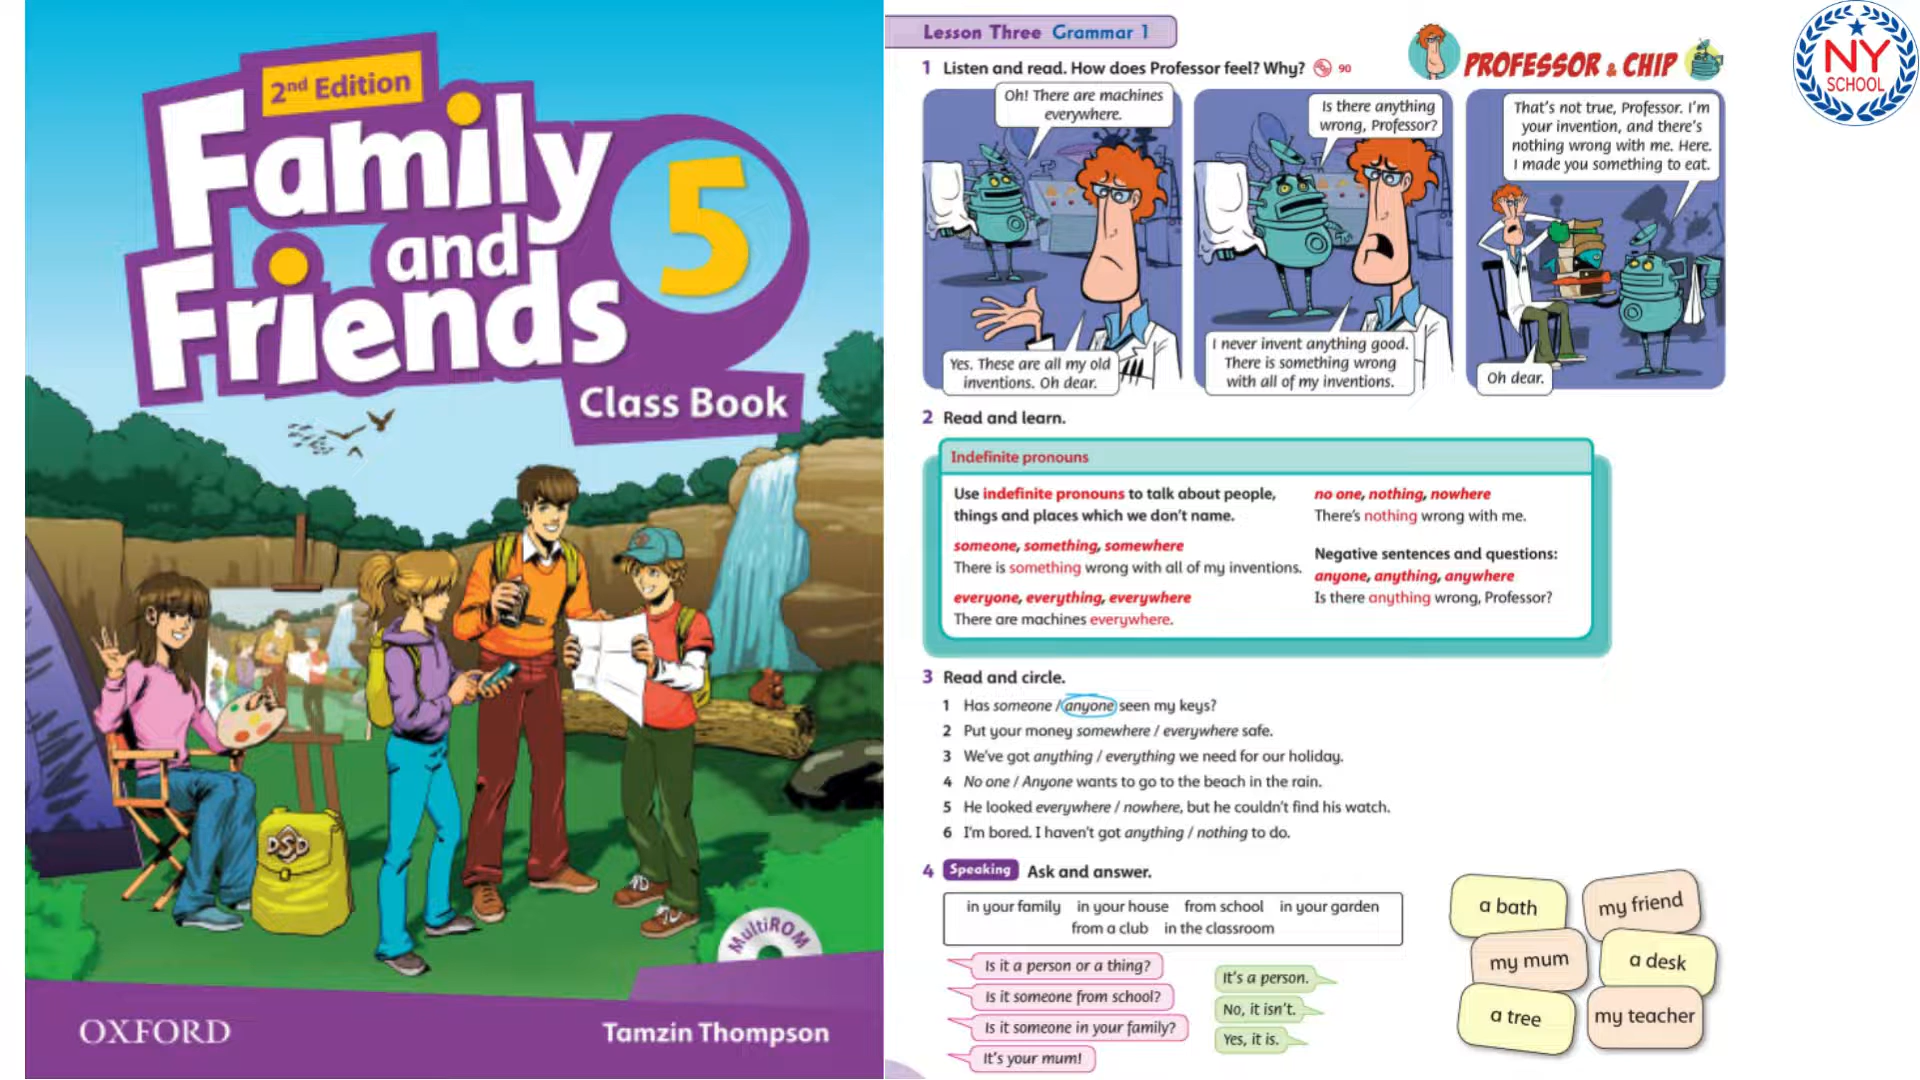 2nd Edition
Family
and
Friends
5
Class Book
DSD
MultiROM
OXFORD
Tamzin Thompson
Lesson Three Grammar 1
1 Listen and read. How does Professor feel? Why? 90
PROFESSOR & CHIP
NY
SCHOOL
Oh! There are machines
everywhere.
Yes. These are all my old
inventions. Oh dear.
Is there anything
wrong, Professor?
I never invent anything good.
There is something wrong
with all of my inventions.
That's not true, Professor. I'm
your invention, and there's
nothing wrong with me. Here.
I made you something to eat.
Oh dear.
2 Read and learn.
Indefinite pronouns
Use indefinite pronouns to talk about people,
things and places which we don't name.
someone, something, somewhere
There is something wrong with all of my inventions.
everyone, everything, everywhere
There are machines everywhere.
no one, nothing, nowhere
There's nothing wrong with me.
Negative sentences and questions:
anyone, anything, anywhere
Is there anything wrong, Professor?
3 Read and circle.
1 Has someone / anyone seen my keys?
2 Put your money somewhere / everywhere safe.
3 We've got anything / everything we need for our holiday.
4 No one / Anyone wants to go to the beach in the rain.
5 He looked everywhere / nowhere, but he couldn't find his watch.
6 I'm bored. I haven't got anything / nothing to do.
4 Speaking Ask and answer.
in your family in your house from school in your garden
from a club in the classroom
Is it a person or a thing?
Is it someone from school?
Is it someone in your family?
It's your mum!
It's a person.
No, it isn't.
Yes, it is.
a bath
my friend
my mum
a desk
a tree
my teacher